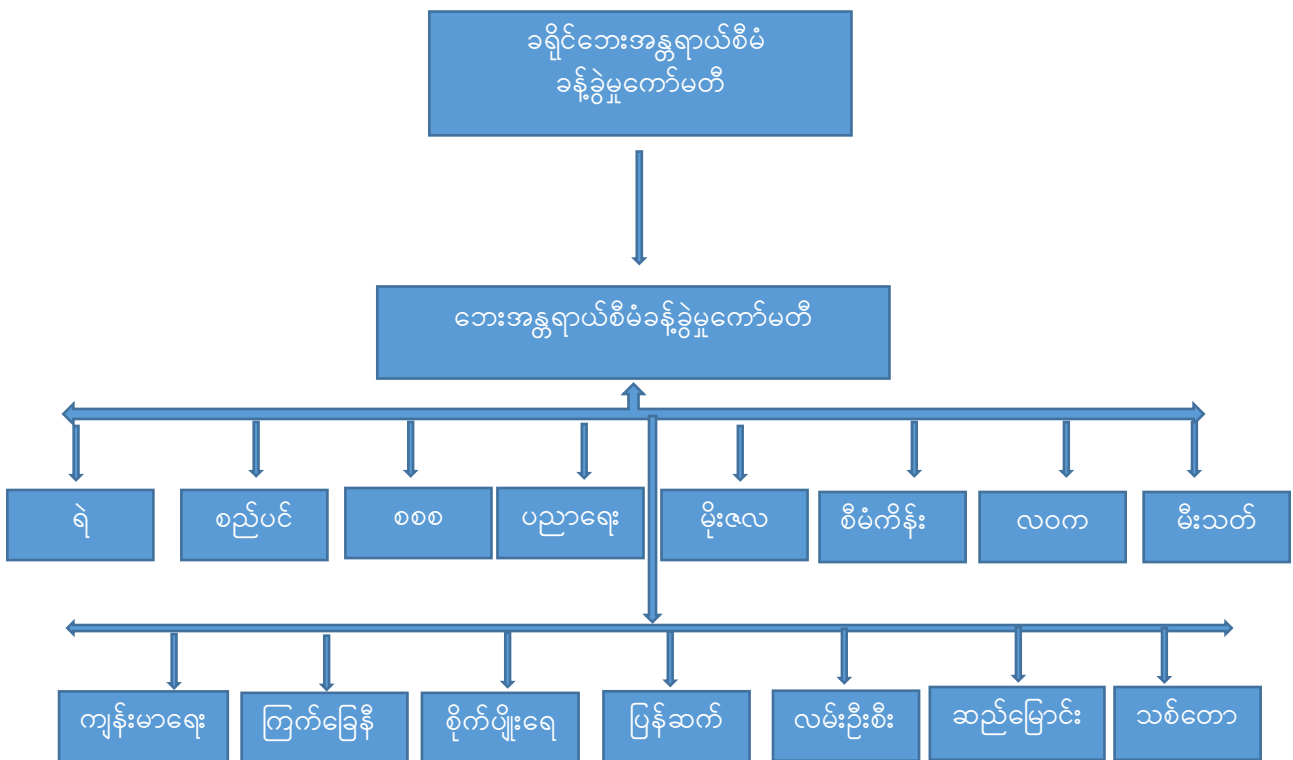 ခရိုင်ဘေးအန္တရာယ်စီမံ
ခန့်ခွဲမှုကော်မတီ
ဘေးအန္တရာယ်စီမံခန့်ခွဲမှုကော်မတီ
ရဲ
စည်ပင်
စစစ
ပညာရေး
မိုးဇလ
စီမံကိန်း
လဝက
မီးသတ်
ကျန်းမာရေး
ကြက်ခြေနီ
စိုက်ပျိုးရေ
ပြန်ဆက်
လမ်းဦးစီး
ဆည်မြောင်း
သစ်တော